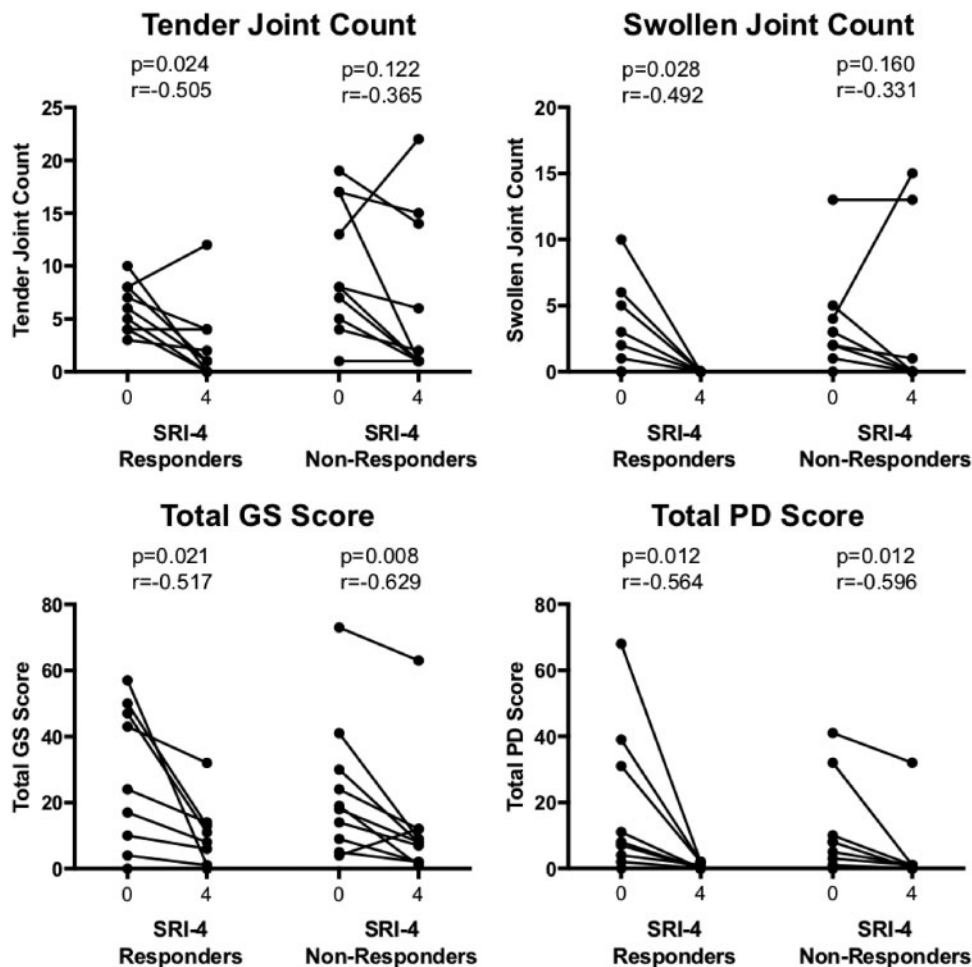 Tender Joint Count
p=0.024
r=-0.505
p=0.122
r=-0.365
Tender Joint Count
25
20
15
10
5
0
0
4
0
4
SRI-4
Responders
SRI-4
Non-Responders
Swollen Joint Count
p=0.028
r=-0.492
p=0.160
r=-0.331
Swollen Joint Count
20
15
10
5
0
0
4
0
4
SRI-4
Responders
SRI-4
Non-Responders
Total GS Score
p=0.021
r=-0.517
p=0.008
r=-0.629
Total GS Score
80
60
40
20
0
0
4
0
4
SRI-4
Responders
SRI-4
Non-Responders
Total PD Score
p=0.012
r=-0.564
p=0.012
r=-0.596
Total PD Score
80
60
40
20
0
0
4
0
4
SRI-4
Responders
SRI-4
Non-Responders